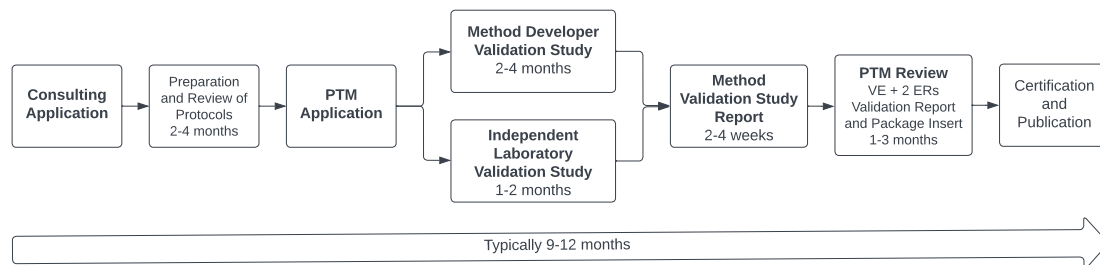 Consulting
Application
Preparation
and Review of
Protocols
2-4 months
PTM
Application
Method Developer
Validation Study
2-4 months
Independent
Laboratory
Validation Study
1-2 months
Method
Validation Study
Report
2-4 weeks
PTM Review
VE + 2 ERs
Validation Report
and Package Insert
1-3 months
Certification
and
Publication
Typically 9-12 months